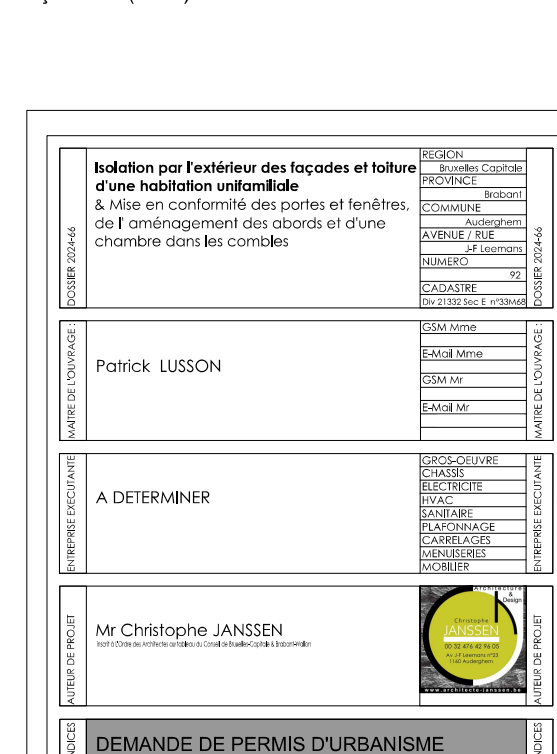 DOSSIER 2024-66
Isolation par l'extérieur des façades et toiture
d'une habitation unifamiliale
& Mise en conformité des portes et fenêtres,
de l' aménagement des abords et d'une
chambre dans les combles
REGION
Bruxelles Capitale
PROVINCE
Brabant
COMMUNE
Auderghem
AVENUE / RUE
J-F Leemans
NUMERO
92
CADASTRE
Div 21332 Sec E n°33M68
DOSSIER 2024-66
MAITRE DE L'OUVRAGE :
Patrick LUSSON
GSM Mme
E-Mail Mme
GSM Mr
E-Mail Mr
MAITRE DE L'OUVRAGE :
ENTREPRISE EXECUTANTE
A DETERMINER
GROS-OEUVRE
CHASSIS
ELECTRICITE
HVAC
SANITAIRE
PLAFONNAGE
CARRELAGES
MENUISERIES
MOBILIER
ENTREPRISE EXECUTANTE
AUTEUR DE PROJET
Mr Christophe JANSSEN
Inscrit à l'Ordre des Architectes au tableau du Conseil de Bruxelles-Capitale & Brabant-Wallon
Architecture
&
Design
Christophe
JANSSEN
00 32 476 42 96 05
Av J-F Leemans n°23
1160 Auderghem
www.architecte-janssen.be
AUTEUR DE PROJET
DEMANDE DE PERMIS D'URBANISME